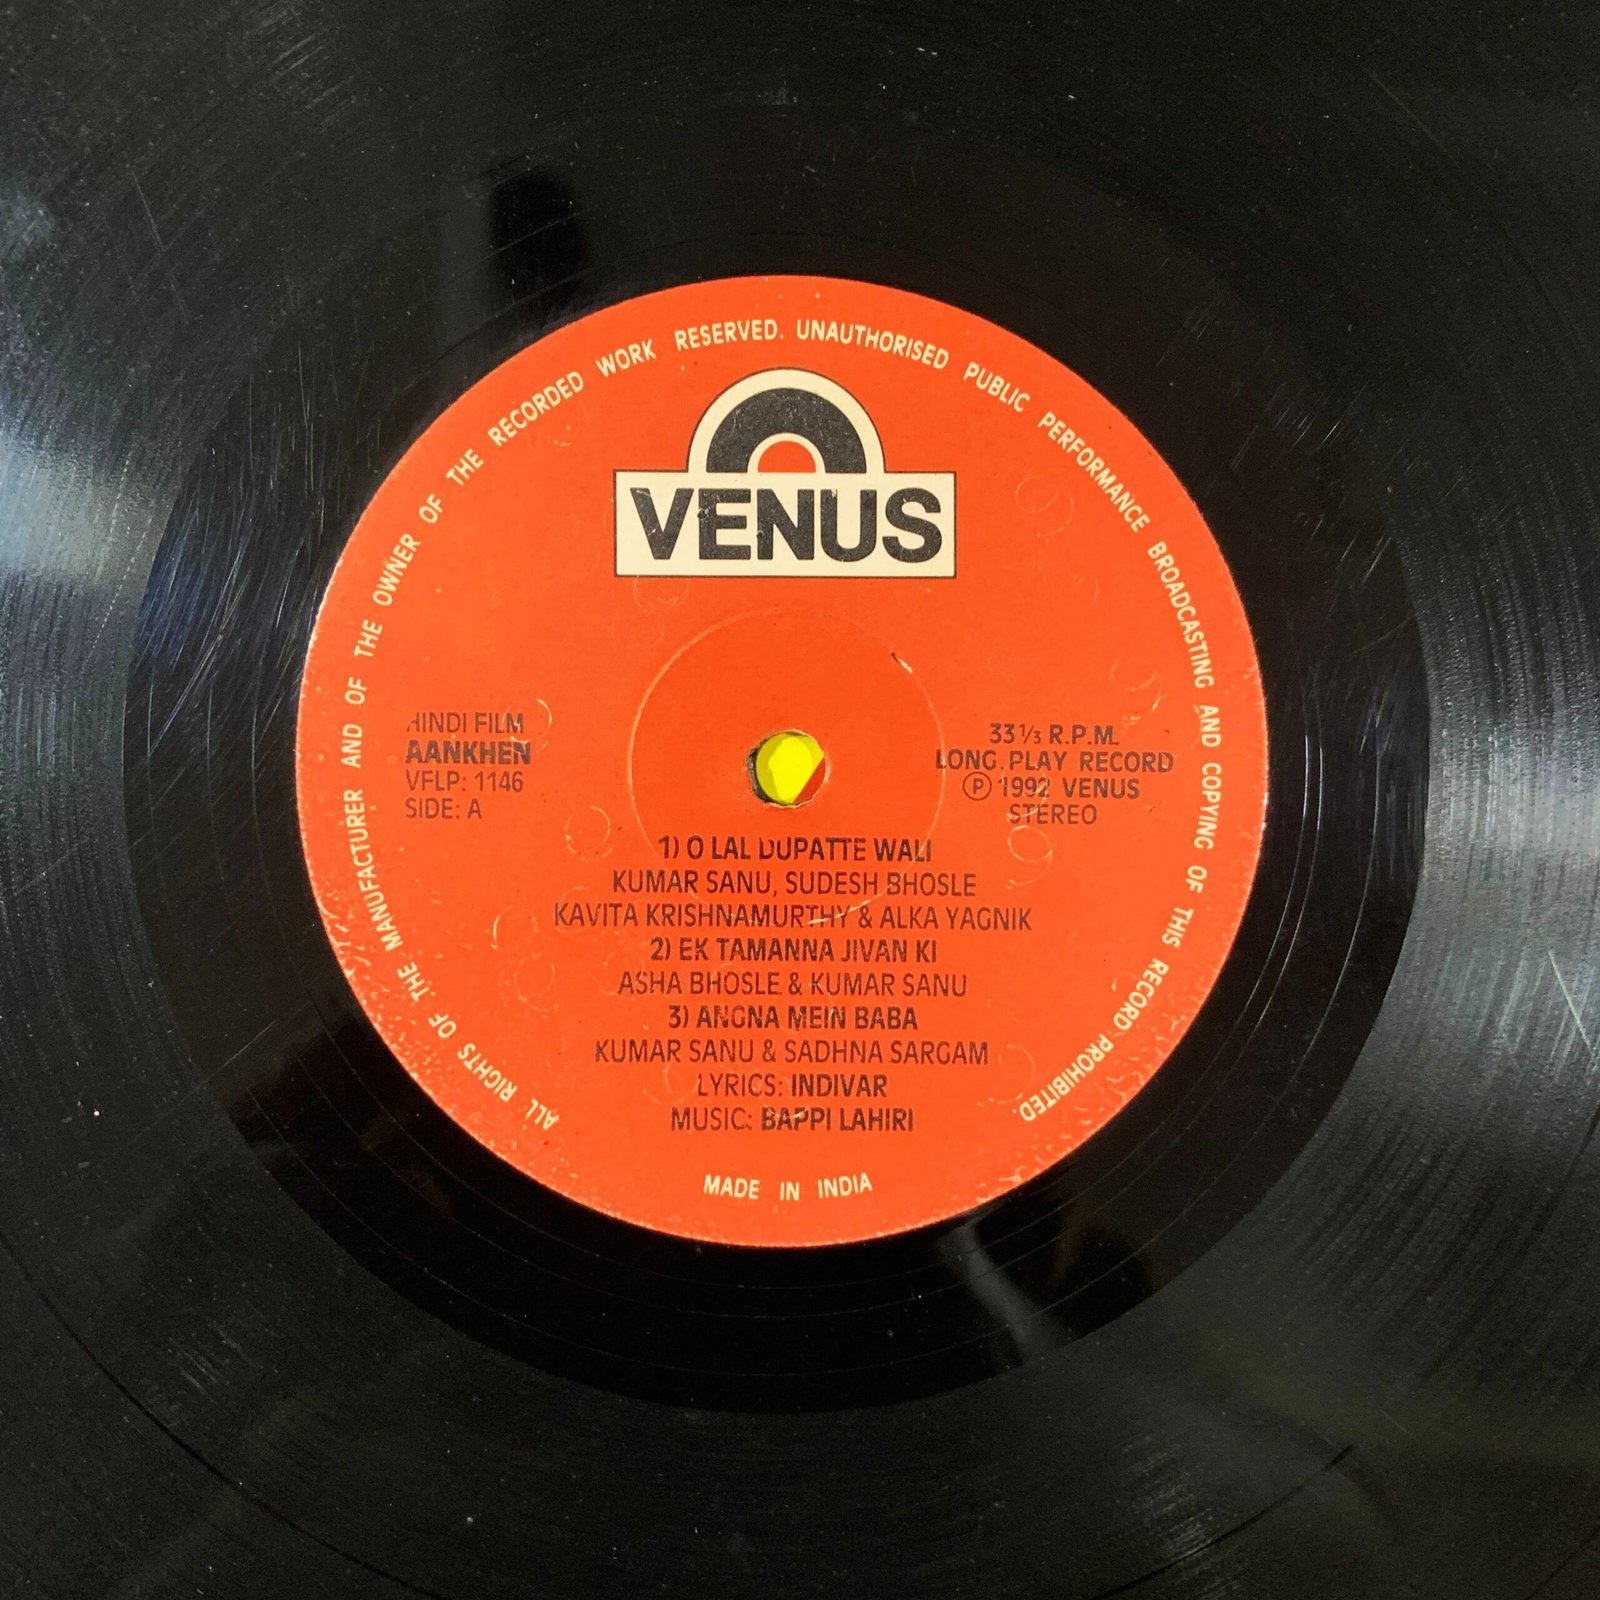 ALL RIGHTS OF THE MANUFACTURER AND OF THE OWNER OF THE RECORDED WORK RESERVED. UNAUTHORISED PUBLIC PERFORMANCE BROADCASTING AND COPYING OF THIS RECORD PROHIBITED.
VENUS
HINDI FILM
AANKHEN
VFLP: 1146
SIDE: A
33 1/3 R.P.M.
LONG PLAY RECORD
Ⓟ 1992 VENUS
STEREO
1) O LAL DUPATTE WALI
KUMAR SANU, SUDESH BHOSLE
KAVITA KRISHNAMURTHY & ALKA YAGNIK
2) EK TAMANNA JIVAN KI
ASHA BHOSLE & KUMAR SANU
3) ANGNA MEIN BABA
KUMAR SANU & SADHNA SARGAM
LYRICS: INDIVAR
MUSIC: BAPPI LAHIRI
MADE IN INDIA